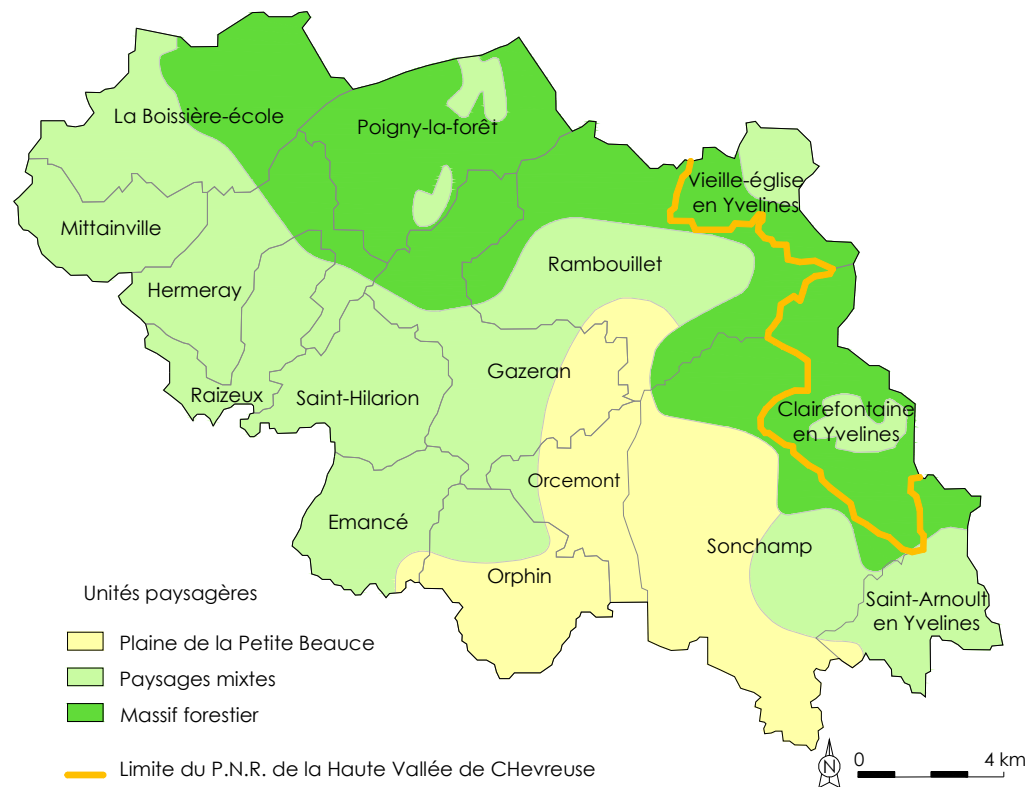 La Boissière-école
Poigny-la-forêt
Vieille-église
en Yvelines
Mittainville
Rambouillet
Hermeray
Gazeran
Raizeux
Saint-Hilarion
Clairefontaine
en Yvelines
Orcemont
Emancé
Sonchamp
Orphin
Saint-Arnoult
en Yvelines
Unités paysagères
Plaine de la Petite Beauce
Paysages mixtes
Massif forestier
Limite du P.N.R. de la Haute Vallée de CHevreuse
N
0 4 km